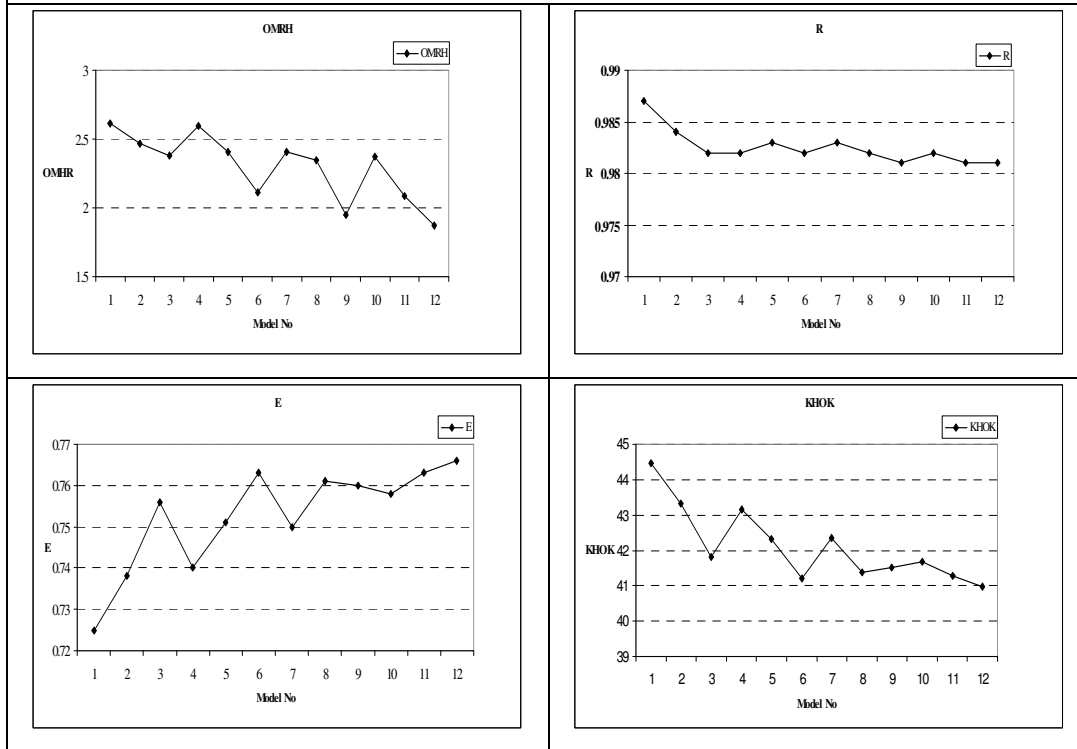 OMRH
OMRH
3
2.5
2
1.5
OMHR
1 2 3 4 5 6 7 8 9 10 11 12
Model No
R
R
0.99
0.985
0.98
0.975
0.97
R
1 2 3 4 5 6 7 8 9 10 11 12
Model No
E
E
0.77
0.76
0.75
0.74
0.73
0.72
E
1 2 3 4 5 6 7 8 9 10 11 12
Model No
KHOK
KHOK
45
44
43
42
41
40
39
KHOK
1 2 3 4 5 6 7 8 9 10 11 12
Model No